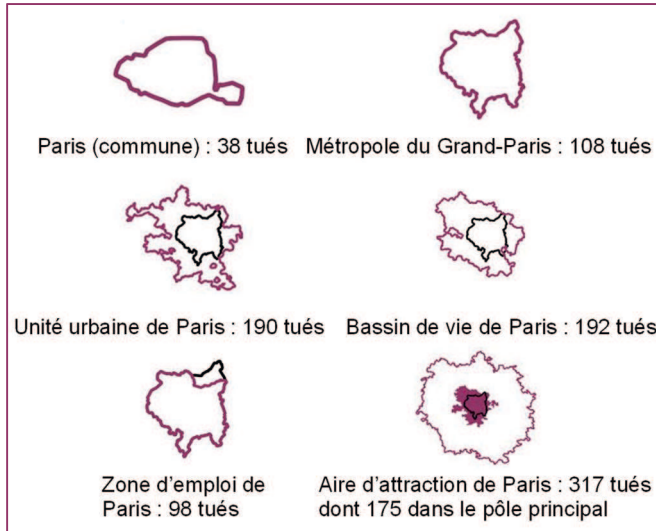 Paris (commune) : 38 tués
Métropole du Grand-Paris : 108 tués
Unité urbaine de Paris : 190 tués
Bassin de vie de Paris : 192 tués
Zone d'emploi de
Paris : 98 tués
Aire d'attraction de Paris : 317 tués
dont 175 dans le pôle principal